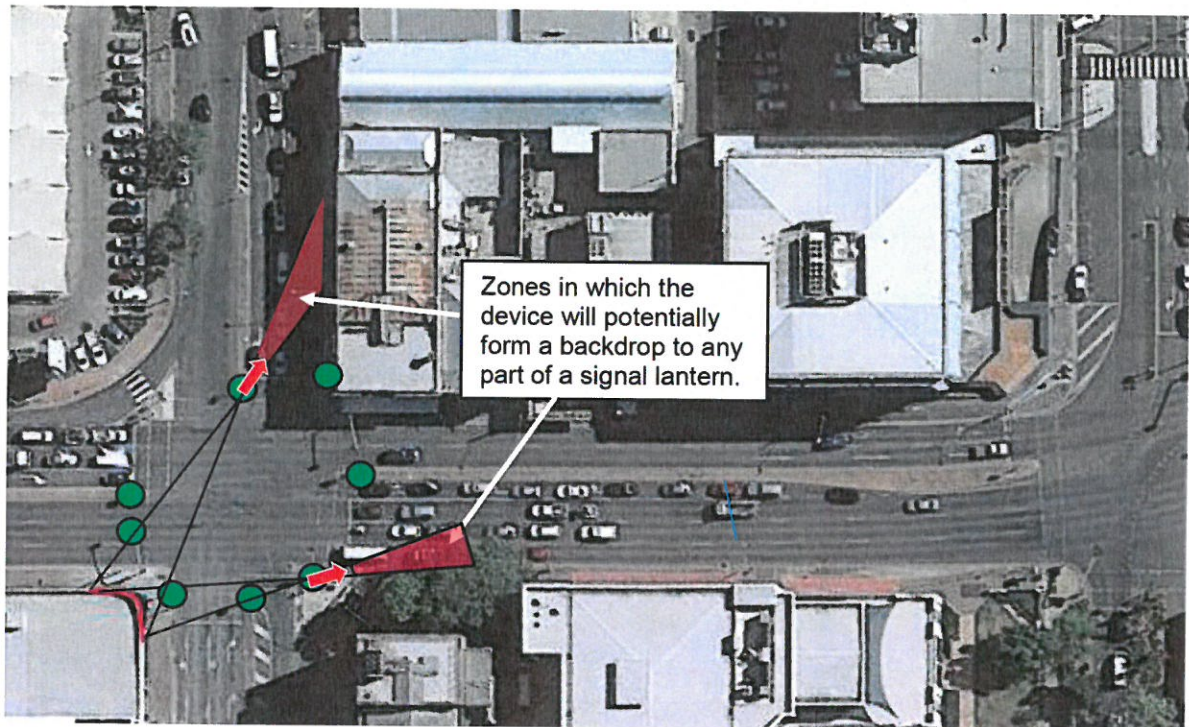 Zones in which the
device will potentially
form a backdrop to any
part of a signal lantern.